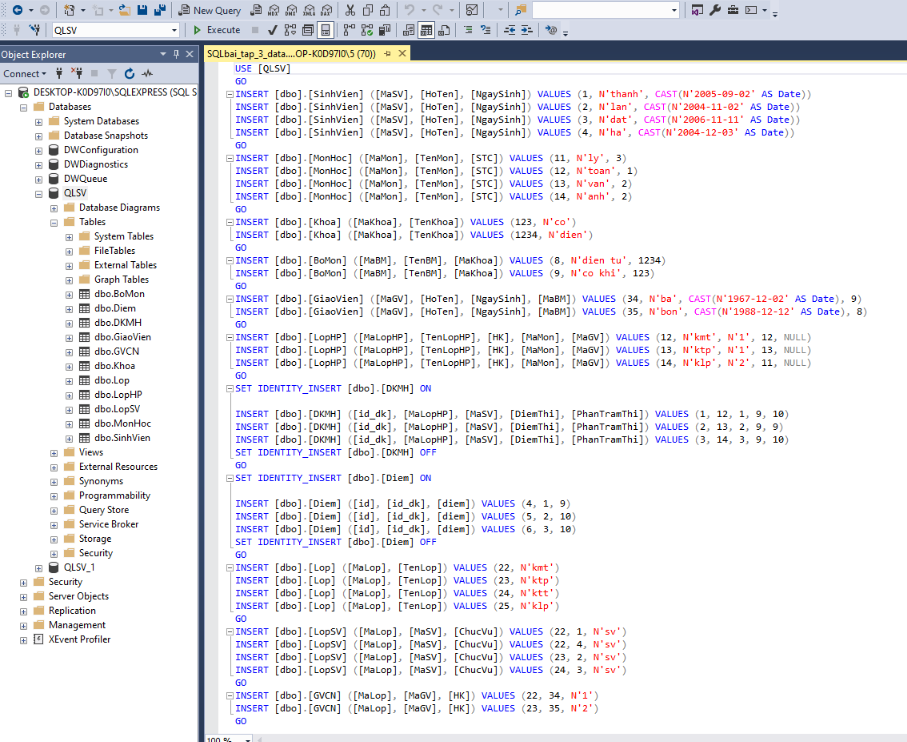 New Query
QLSV
Execute
Object Explorer
Connect
DESKTOP-K0D97I0\SQLEXPRESS (SQL S
Databases
System Databases
Database Snapshots
DWConfiguration
DWDiagnostics
DWQueue
QLSV
Database Diagrams
Tables
System Tables
FileTables
External Tables
Graph Tables
dbo.BoMon
dbo.Diem
dbo.DKMH
dbo.GiaoVien
dbo.GVCN
dbo.Khoa
dbo.Lop
dbo.LopHP
dbo.LopSV
dbo.MonHoc
dbo.SinhVien
Views
External Resources
Synonyms
Programmability
Query Store
Service Broker
Storage
Security
QLSV_1
Security
Server Objects
Replication
Management
XEvent Profiler
SQLbai_tap_3_data....OP-K0D97I0\5 (70))
USE [QLSV]
GO
INSERT [dbo].[SinhVien] ([MaSV], [HoTen], [NgaySinh]) VALUES (1, N'thanh', CAST(N'2005-09-02' AS Date))
INSERT [dbo].[SinhVien] ([MaSV], [HoTen], [NgaySinh]) VALUES (2, N'lan', CAST(N'2004-11-02' AS Date))
INSERT [dbo].[SinhVien] ([MaSV], [HoTen], [NgaySinh]) VALUES (3, N'dat', CAST(N'2006-11-11' AS Date))
INSERT [dbo].[SinhVien] ([MaSV], [HoTen], [NgaySinh]) VALUES (4, N'ha', CAST(N'2004-12-03' AS Date))
GO
INSERT [dbo].[MonHoc] ([MaMon], [TenMon], [STC]) VALUES (11, N'ly', 3)
INSERT [dbo].[MonHoc] ([MaMon], [TenMon], [STC]) VALUES (12, N'toan', 1)
INSERT [dbo].[MonHoc] ([MaMon], [TenMon], [STC]) VALUES (13, N'van', 2)
INSERT [dbo].[MonHoc] ([MaMon], [TenMon], [STC]) VALUES (14, N'anh', 2)
GO
INSERT [dbo].[Khoa] ([MaKhoa], [TenKhoa]) VALUES (123, N'co')
INSERT [dbo].[Khoa] ([MaKhoa], [TenKhoa]) VALUES (1234, N'dien')
GO
INSERT [dbo].[BoMon] ([MaBM], [TenBM], [MaKhoa]) VALUES (8, N'dien tu', 1234)
INSERT [dbo].[BoMon] ([MaBM], [TenBM], [MaKhoa]) VALUES (9, N'co khi', 123)
GO
INSERT [dbo].[GiaoVien] ([MaGV], [HoTen], [NgaySinh], [MaBM]) VALUES (34, N'ba', CAST(N'1967-12-02' AS Date), 9)
INSERT [dbo].[GiaoVien] ([MaGV], [HoTen], [NgaySinh], [MaBM]) VALUES (35, N'bon', CAST(N'1988-12-12' AS Date), 8)
GO
INSERT [dbo].[LopHP] ([MaLopHP], [TenLopHP], [HK], [MaMon], [MaGV]) VALUES (12, N'kmt', N'1', 12, NULL)
INSERT [dbo].[LopHP] ([MaLopHP], [TenLopHP], [HK], [MaMon], [MaGV]) VALUES (13, N'ktp', N'1', 13, NULL)
INSERT [dbo].[LopHP] ([MaLopHP], [TenLopHP], [HK], [MaMon], [MaGV]) VALUES (14, N'klp', N'2', 11, NULL)
GO
SET IDENTITY_INSERT [dbo].[DKMH] ON
INSERT [dbo].[DKMH] ([id_dk], [MaLopHP], [MaSV], [DiemThi], [PhanTramThi]) VALUES (1, 12, 1, 9, 10)
INSERT [dbo].[DKMH] ([id_dk], [MaLopHP], [MaSV], [DiemThi], [PhanTramThi]) VALUES (2, 13, 2, 9, 9)
INSERT [dbo].[DKMH] ([id_dk], [MaLopHP], [MaSV], [DiemThi], [PhanTramThi]) VALUES (3, 14, 3, 9, 10)
SET IDENTITY_INSERT [dbo].[DKMH] OFF
GO
SET IDENTITY_INSERT [dbo].[Diem] ON
INSERT [dbo].[Diem] ([id], [id_dk], [diem]) VALUES (4, 1, 9)
INSERT [dbo].[Diem] ([id], [id_dk], [diem]) VALUES (5, 2, 10)
INSERT [dbo].[Diem] ([id], [id_dk], [diem]) VALUES (6, 3, 10)
SET IDENTITY_INSERT [dbo].[Diem] OFF
GO
INSERT [dbo].[Lop] ([MaLop], [TenLop]) VALUES (22, N'kmt')
INSERT [dbo].[Lop] ([MaLop], [TenLop]) VALUES (23, N'ktp')
INSERT [dbo].[Lop] ([MaLop], [TenLop]) VALUES (24, N'ktt')
INSERT [dbo].[Lop] ([MaLop], [TenLop]) VALUES (25, N'klp')
GO
INSERT [dbo].[LopSV] ([MaLop], [MaSV], [ChucVu]) VALUES (22, 1, N'sv')
INSERT [dbo].[LopSV] ([MaLop], [MaSV], [ChucVu]) VALUES (22, 4, N'sv')
INSERT [dbo].[LopSV] ([MaLop], [MaSV], [ChucVu]) VALUES (23, 2, N'sv')
INSERT [dbo].[LopSV] ([MaLop], [MaSV], [ChucVu]) VALUES (24, 3, N'sv')
GO
INSERT [dbo].[GVCN] ([MaLop], [MaGV], [HK]) VALUES (22, 34, N'1')
INSERT [dbo].[GVCN] ([MaLop], [MaGV], [HK]) VALUES (23, 35, N'2')
GO
100 %